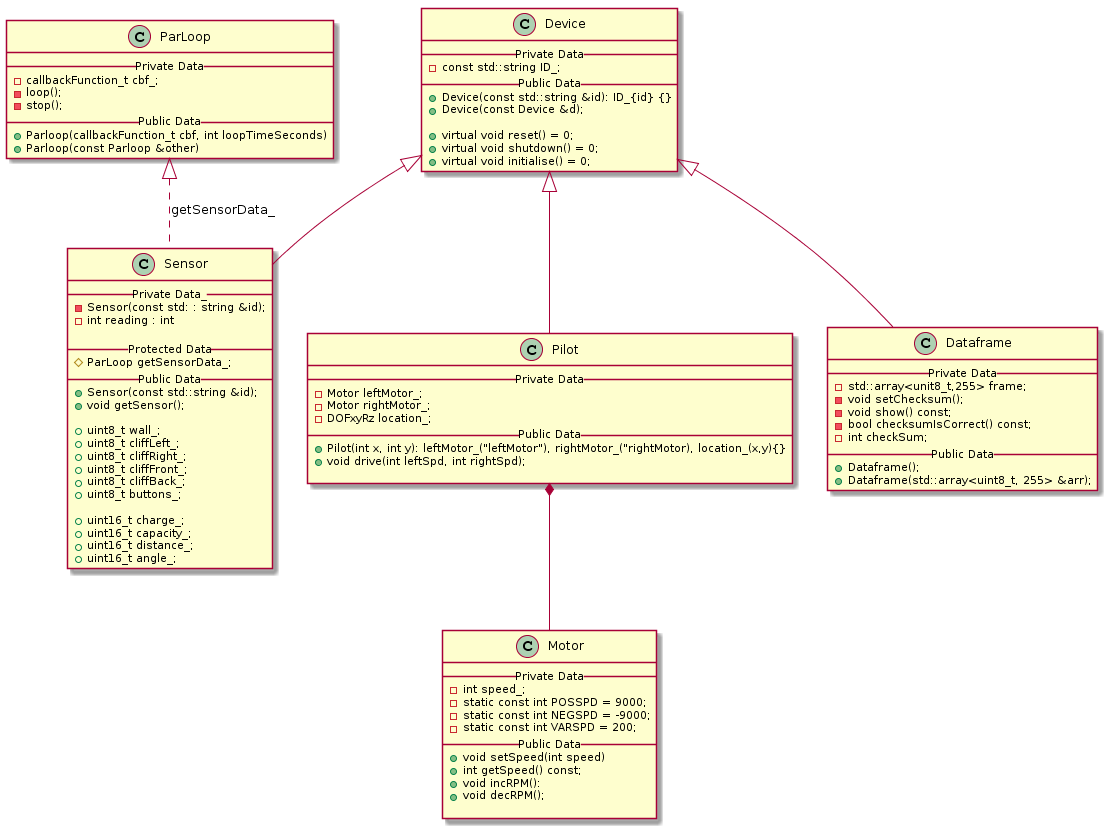 C ParLoop
Private Data
callbackFunction_t cbf_;
loop();
stop();
Public Data
Parloop(callbackFunction_t cbf, int loopTimeSeconds)
Parloop(const Parloop &other)
C Device
Private Data
const std::string ID_;
Public Data
Device(const std::string &id): ID_{id} {}
Device(const Device &d);
virtual void reset() = 0;
virtual void shutdown() = 0;
virtual void initialise() = 0;
getSensorData_
C Sensor
Private Data_
Sensor(const std: : string &id);
int reading : int
Protected Data
ParLoop getSensorData_;
Public Data
Sensor(const std::string &id);
void getSensor();
uint8_t wall_;
uint8_t cliffLeft_;
uint8_t cliffRight_;
uint8_t cliffFront_;
uint8_t cliffBack_;
uint8_t buttons_;
uint16_t charge_;
uint16_t capacity_;
uint16_t distance_;
uint16_t angle_;
C Pilot
Private Data
Motor leftMotor_;
Motor rightMotor_;
DOFxyRz location_;
Public Data
Pilot(int x, int y): leftMotor_("leftMotor"), rightMotor_("rightMotor), location_(x,y){}
void drive(int leftSpd, int rightSpd);
C Dataframe
Private Data
std::array<unit8_t,255> frame;
void setChecksum();
void show() const;
bool checksumIsCorrect() const;
int checkSum;
Public Data
Dataframe();
Dataframe(std::array<uint8_t, 255> &arr);
C Motor
Private Data
int speed_;
static const int POSSPD = 9000;
static const int NEGSPD = -9000;
static const int VARSPD = 200;
Public Data
void setSpeed(int speed)
int getSpeed() const;
void incRPM():
void decRPM();